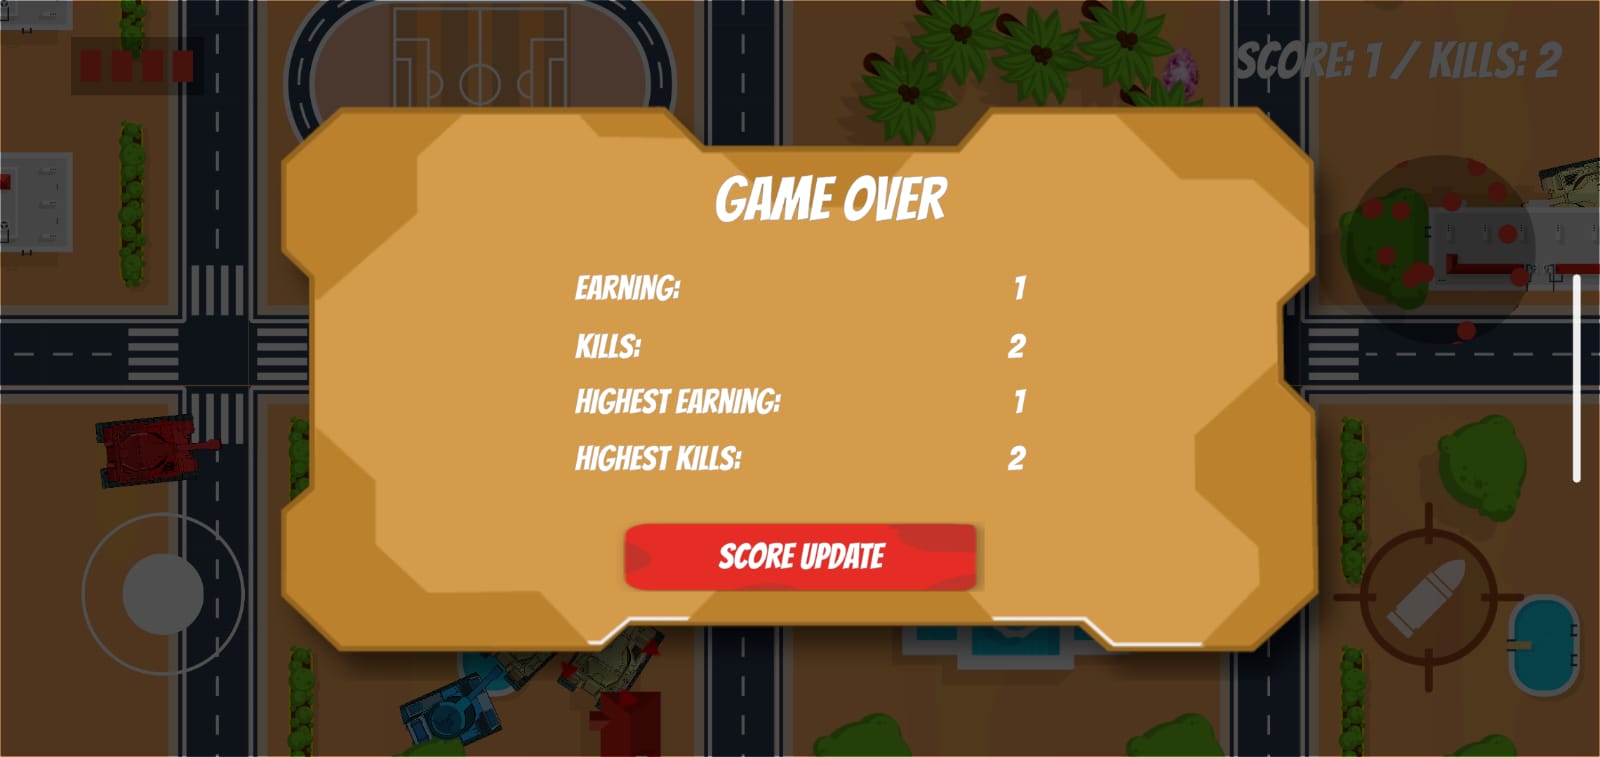 SCORE: 1 / KILLS: 2
GAME OVER
EARNING: 1
KILLS: 2
HIGHEST EARNING: 1
HIGHEST KILLS: 2
SCORE UPDATE